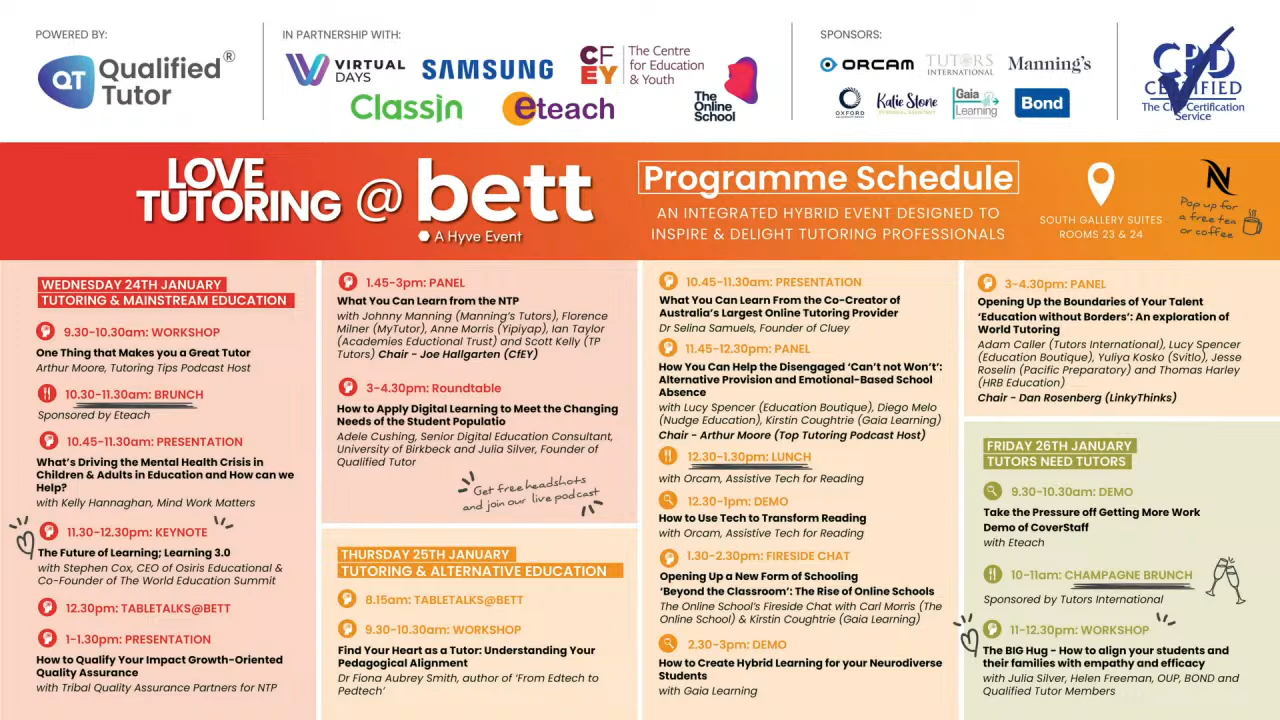 POWERED BY:
QT Qualified Tutor®
IN PARTNERSHIP WITH:
VIRTUAL DAYS
SAMSUNG
CFEY The Centre for Education & Youth
ClassIn
eteach
The Online School
SPONSORS:
ORCAM
TUTORS INTERNATIONAL
Manning's
OXFORD
Katie Stone
Gaia Learning
Bond
CPD CERTIFIED
The CPD Certification Service
LOVE TUTORING @ bett
A Hyve Event
Programme Schedule
AN INTEGRATED HYBRID EVENT DESIGNED TO
INSPIRE & DELIGHT TUTORING PROFESSIONALS
SOUTH GALLERY SUITES
ROOMS 23 & 24
N
Pop up for
a free tea
or coffee
WEDNESDAY 24TH JANUARY
TUTORING & MAINSTREAM EDUCATION
9.30-10.30am: WORKSHOP
One Thing that Makes you a Great Tutor
Arthur Moore, Tutoring Tips Podcast Host
10.30-11.30am: BRUNCH
Sponsored by Eteach
10.45-11.30am: PRESENTATION
What's Driving the Mental Health Crisis in
Children & Adults in Education and How can we
Help?
with Kelly Hannaghan, Mind Work Matters
11.30-12.30pm: KEYNOTE
The Future of Learning; Learning 3.0
with Stephen Cox, CEO of Osiris Educational &
Co-Founder of The World Education Summit
12.30pm: TABLETALKS@BETT
1-1.30pm: PRESENTATION
How to Qualify Your Impact Growth-Oriented
Quality Assurance
with Tribal Quality Assurance Partners for NTP
1.45-3pm: PANEL
What You Can Learn from the NTP
with Johnny Manning (Manning's Tutors), Florence
Milner (MyTutor), Anne Morris (Yipiyap), Ian Taylor
(Academies Eductional Trust) and Scott Kelly (TP
Tutors) Chair - Joe Hallgarten (CfEY)
3-4.30pm: Roundtable
How to Apply Digital Learning to Meet the Changing
Needs of the Student Populatio
Adele Cushing, Senior Digital Education Consultant,
University of Birkbeck and Julia Silver, Founder of
Qualified Tutor
Get free headshots
and join our live podcast
THURSDAY 25TH JANUARY
TUTORING & ALTERNATIVE EDUCATION
8.15am: TABLETALKS@BETT
9.30-10.30am: WORKSHOP
Find Your Heart as a Tutor: Understanding Your
Pedagogical Alignment
Dr Fiona Aubrey Smith, author of 'From Edtech to
Pedtech'
10.45-11.30am: PRESENTATION
What You Can Learn From the Co-Creator of
Australia's Largest Online Tutoring Provider
Dr Selina Samuels, Founder of Cluey
11.45-12.30pm: PANEL
How You Can Help the Disengaged 'Can't not Won't':
Alternative Provision and Emotional-Based School
Absence
with Lucy Spencer (Education Boutique), Diego Melo
(Nudge Education), Kirstin Coughtrie (Gaia Learning)
Chair - Arthur Moore (Top Tutoring Podcast Host)
12.30-1.30pm: LUNCH
with Orcam, Assistive Tech for Reading
12.30-1pm: DEMO
How to Use Tech to Transform Reading
with Orcam, Assistive Tech for Reading
1.30-2.30pm: FIRESIDE CHAT
Opening Up a New Form of Schooling
'Beyond the Classroom': The Rise of Online Schools
The Online School's Fireside Chat with Carl Morris (The
Online School) & Kirstin Coughtrie (Gaia Learning)
2.30-3pm: DEMO
How to Create Hybrid Learning for your Neurodiverse
Students
with Gaia Learning
3-4.30pm: PANEL
Opening Up the Boundaries of Your Talent
'Education without Borders': An exploration of
World Tutoring
Adam Caller (Tutors International), Lucy Spencer
(Education Boutique), Yuliya Kosko (Svitlo), Jesse
Roselin (Pacific Preparatory) and Thomas Harley
(HRB Education)
Chair - Dan Rosenberg (LinkyThinks)
FRIDAY 26TH JANUARY
TUTORS NEED TUTORS
9.30-10.30am: DEMO
Take the Pressure off Getting More Work
Demo of CoverStaff
with Eteach
10-11am: CHAMPAGNE BRUNCH
Sponsored by Tutors International
11-12.30pm: WORKSHOP
The BIG Hug - How to align your students and
their families with empathy and efficacy
with Julia Silver, Helen Freeman, OUP, BOND and
Qualified Tutor Members